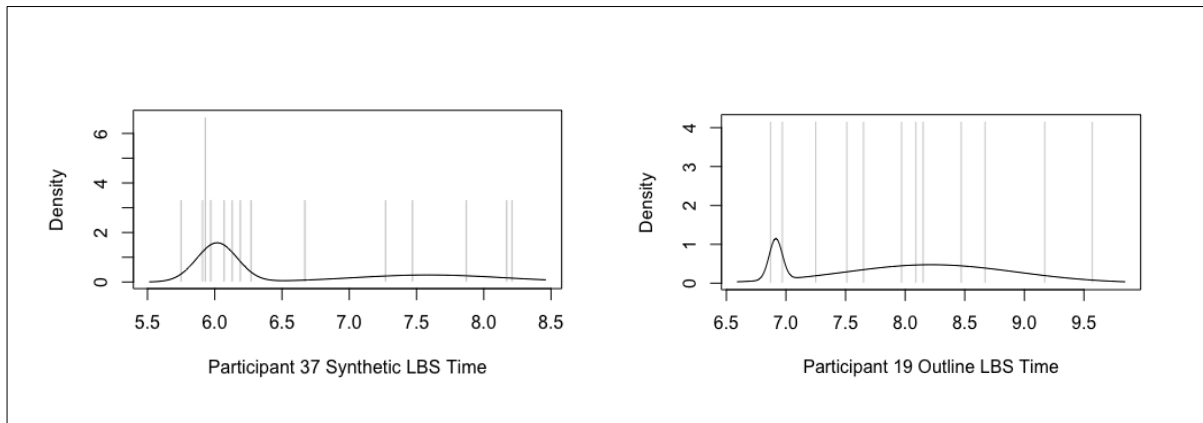 Density
6
4
2
0
5.5 6.0 6.5 7.0 7.5 8.0 8.5
Participant 37 Synthetic LBS Time
Density
4
3
2
1
0
6.5 7.0 7.5 8.0 8.5 9.0 9.5
Participant 19 Outline LBS Time